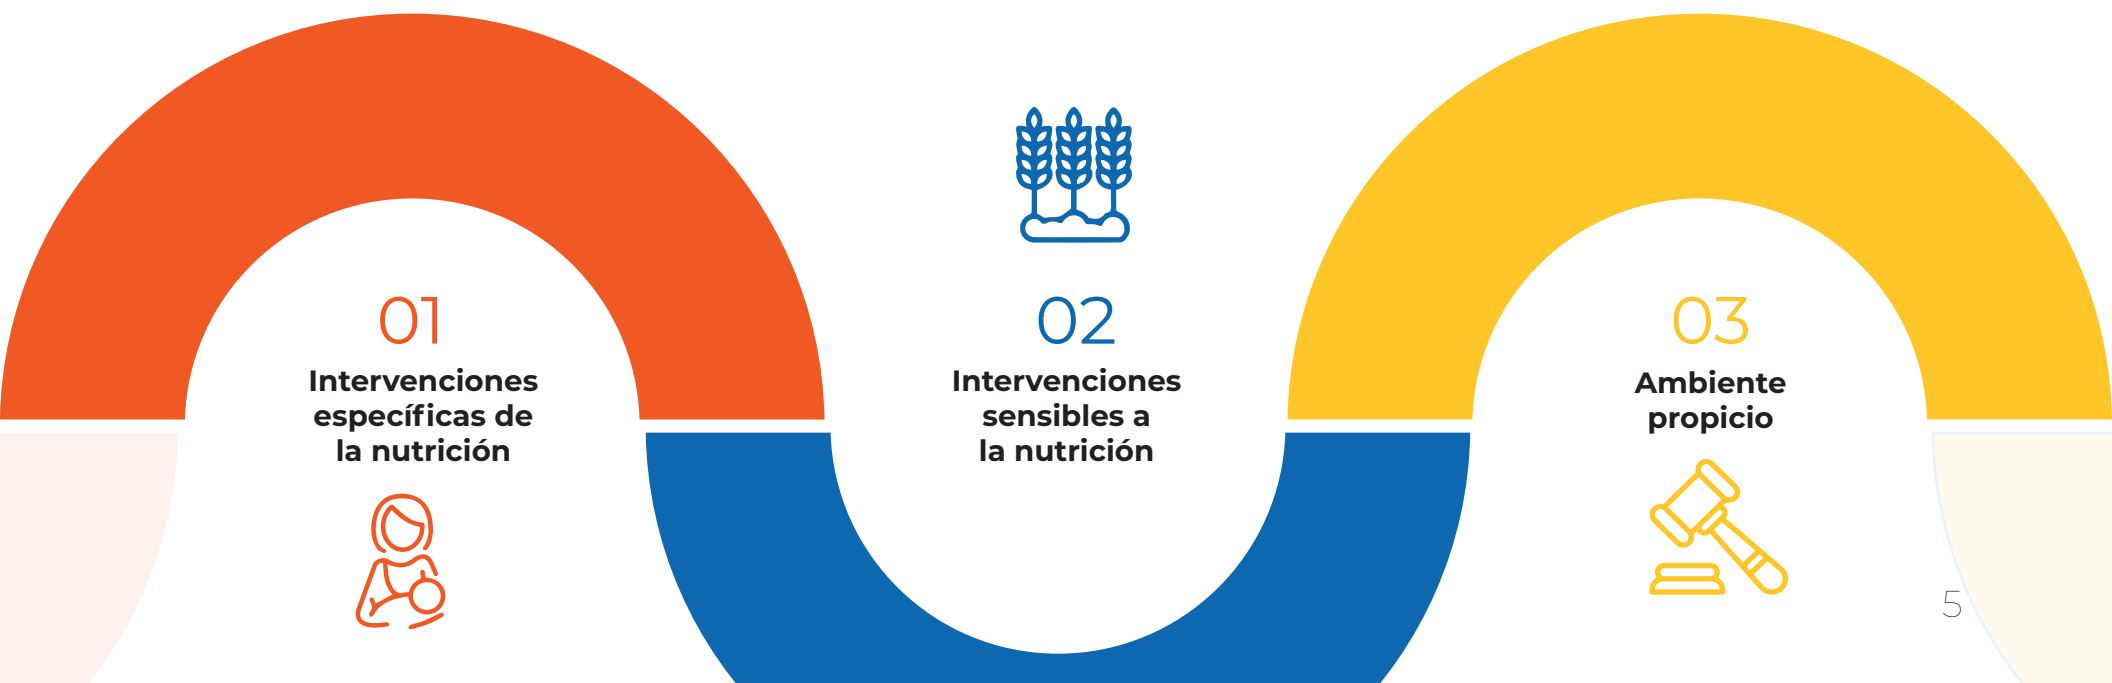 01
Intervenciones
específicas de
la nutrición
02
Intervenciones
sensibles a
la nutrición
03
Ambiente
propicio
5